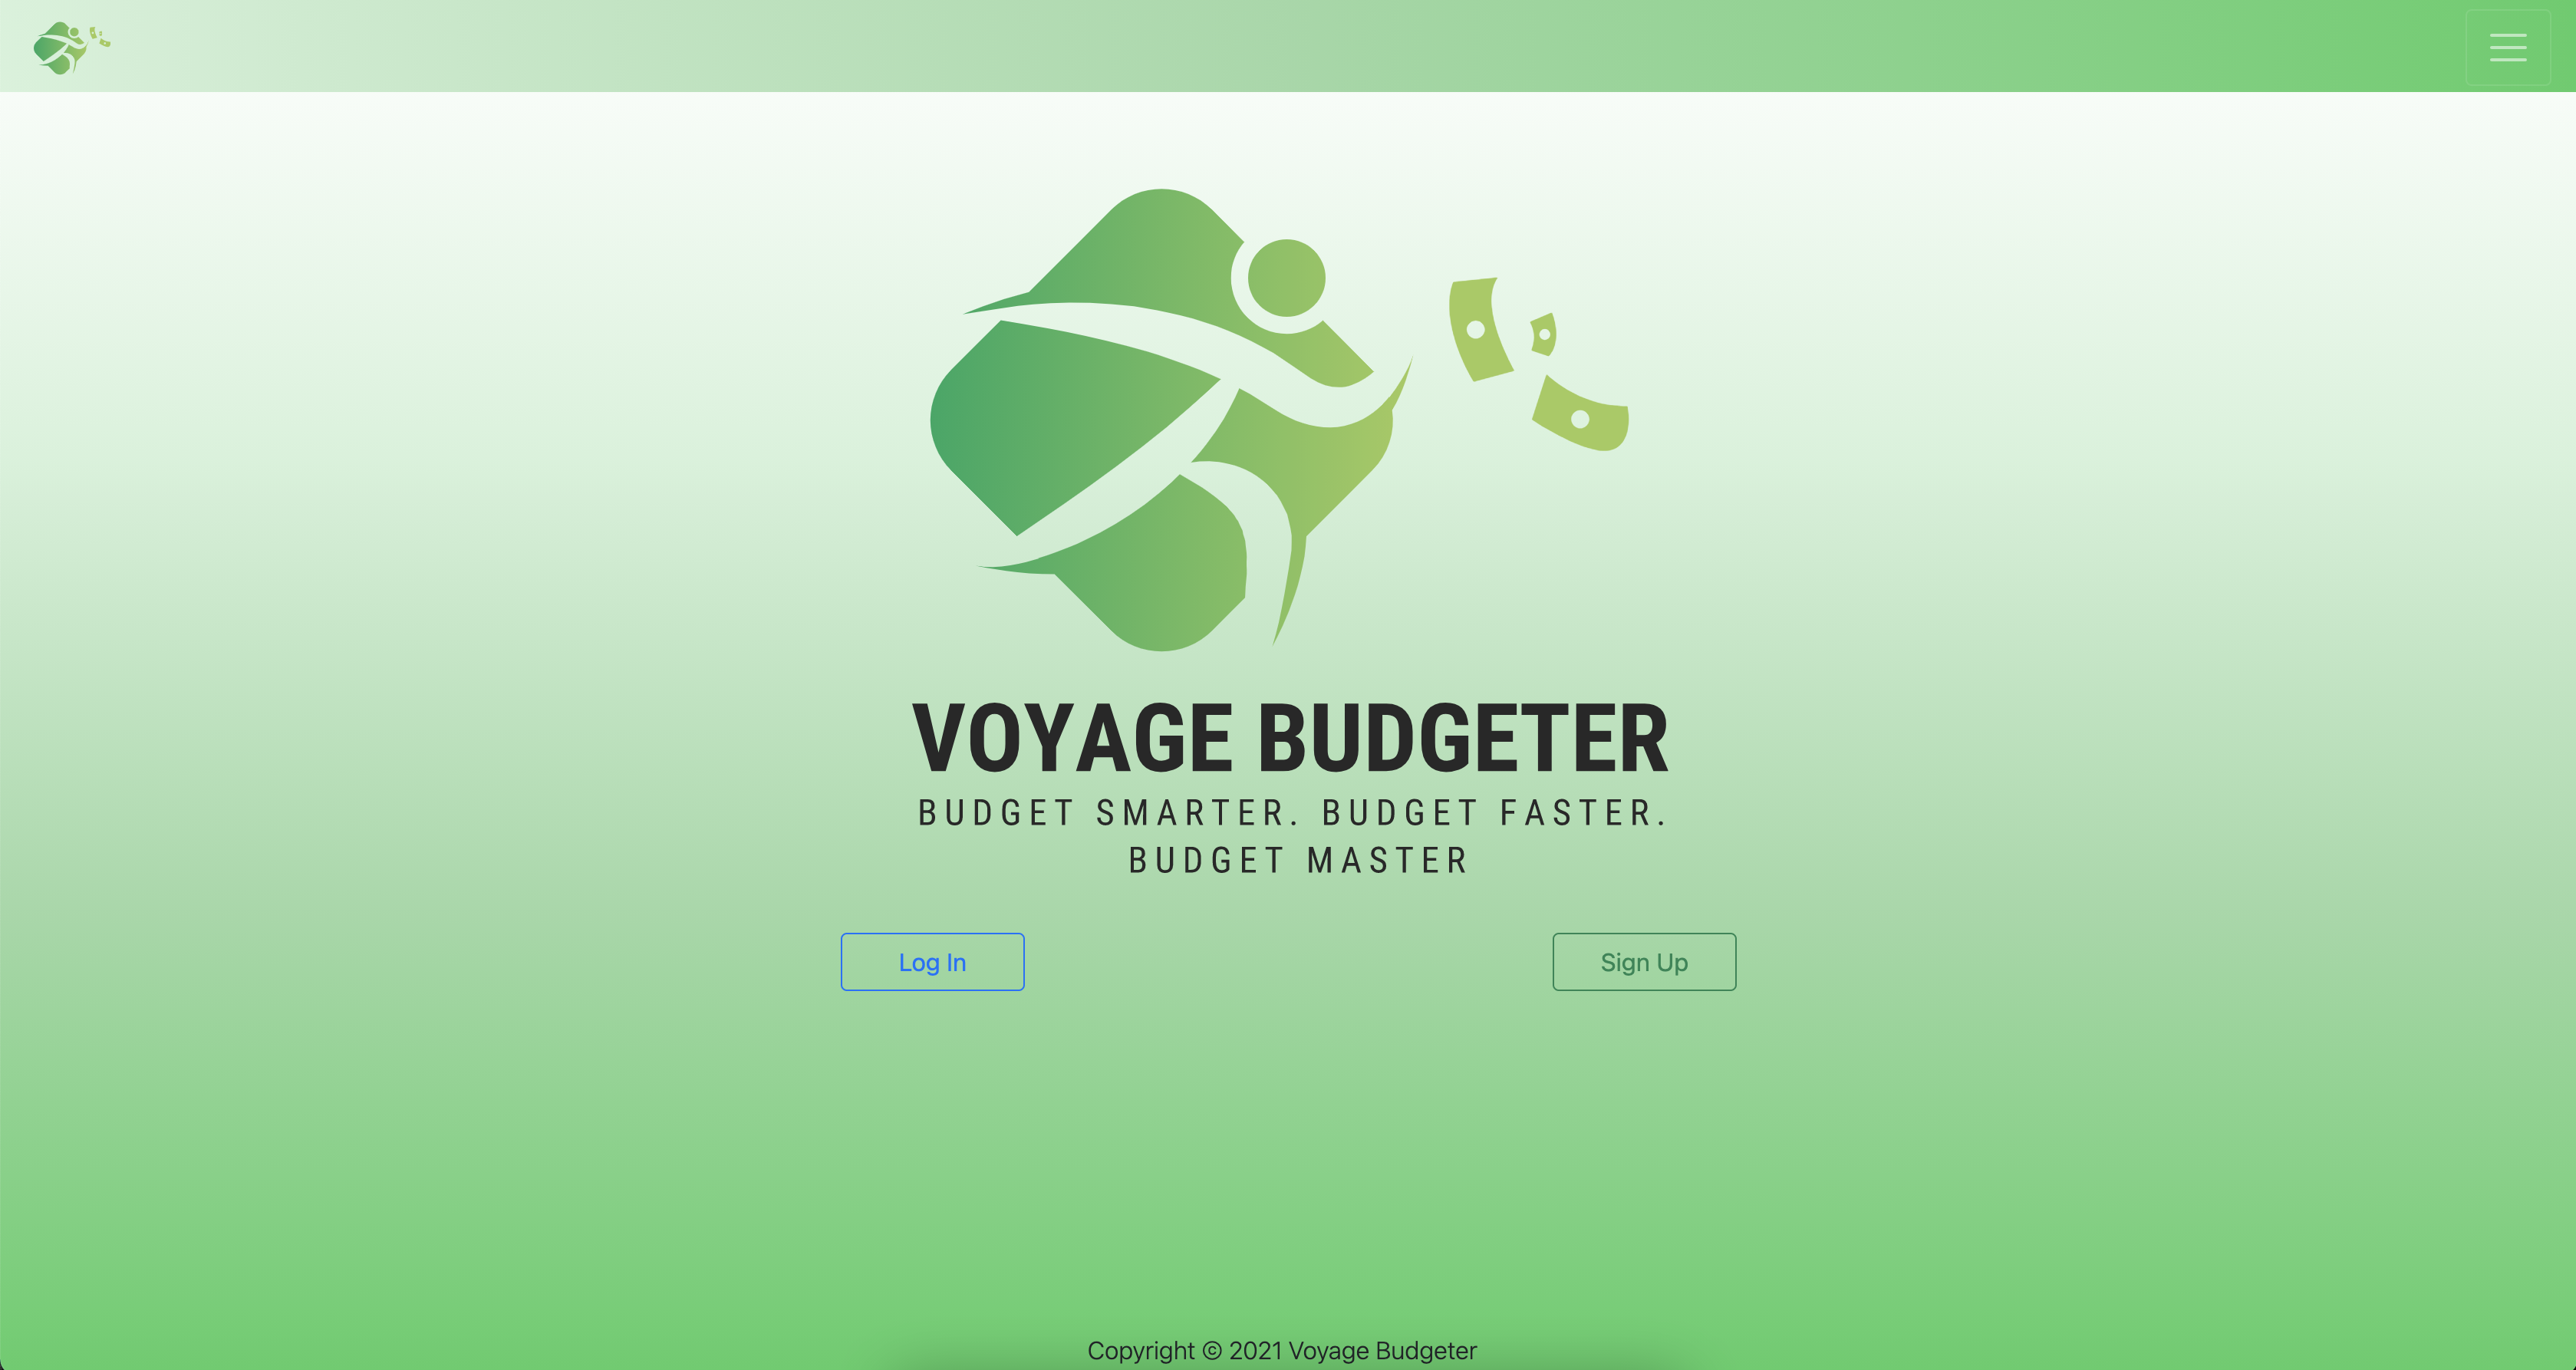 VOYAGE BUDGETER
BUDGET SMARTER. BUDGET FASTER.
BUDGET MASTER
Log In
Sign Up
Copyright © 2021 Voyage Budgeter